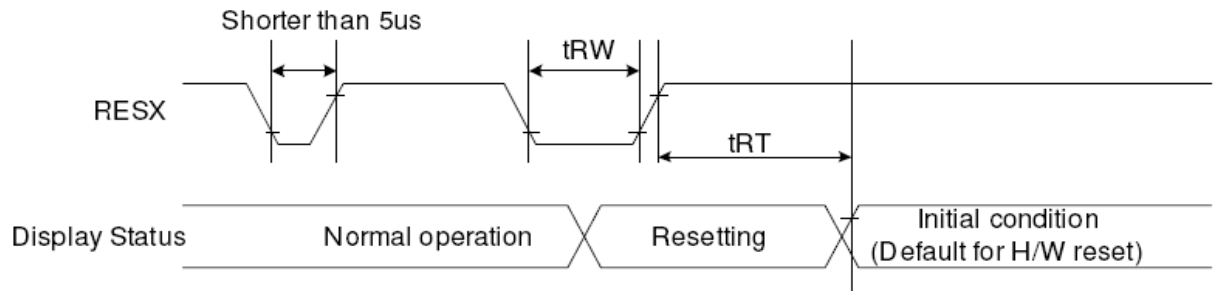 Shorter than 5us
tRW
RESX
tRT
Display Status
Normal operation
Resetting
Initial condition
(Default for H/W reset)